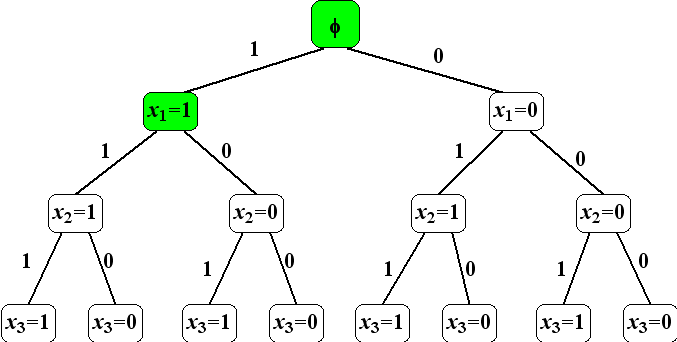 ϕ
1 0
x₁=1 x₁=0
1 0 1 0
x₂=1 x₂=0 x₂=1 x₂=0
1 0 1 0 1 0 1 0
x₃=1 x₃=0 x₃=1 x₃=0 x₃=1 x₃=0 x₃=1 x₃=0